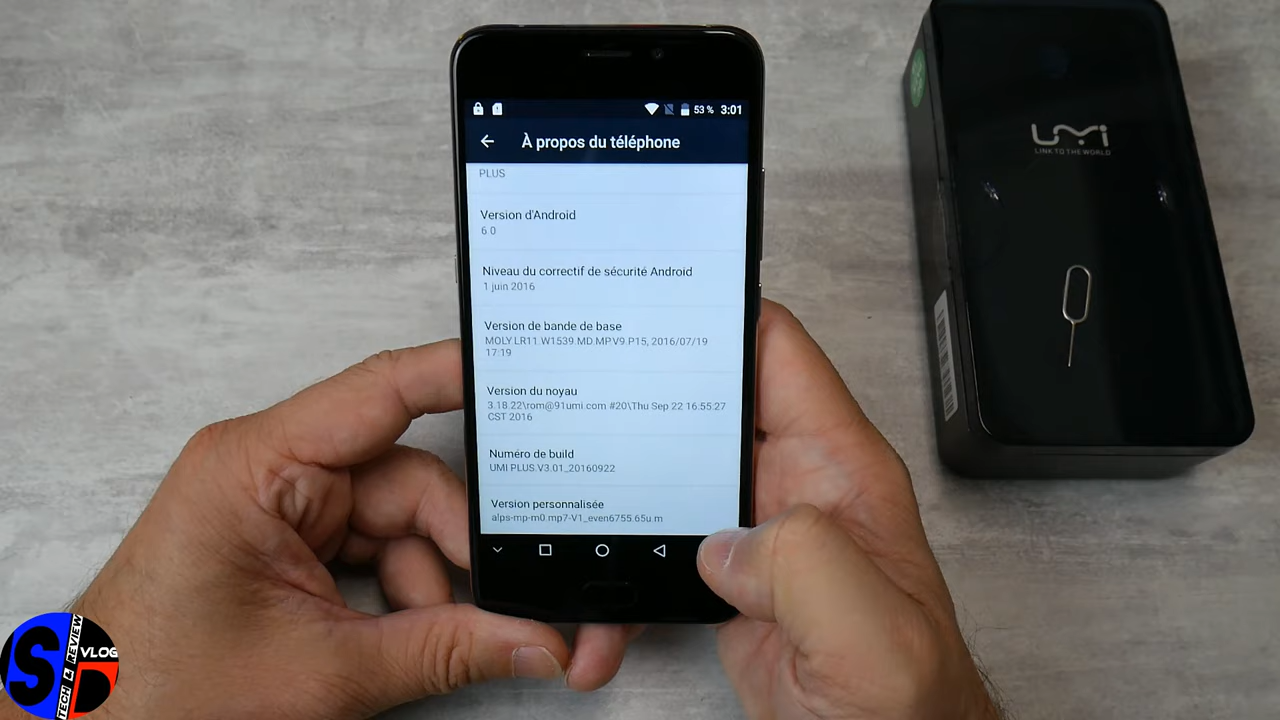 53 % 3:01
À propos du téléphone
PLUS
Version d'Android
6.0
Niveau du correctif de sécurité Android
1 juin 2016
Version de bande de base
MOLY.LR11.W1539.MD.MP.V9.P15, 2016/07/19
17:19
Version du noyau
3.18.22\rom@91umi.com #20\Thu Sep 22 16:55:27
CST 2016
Numéro de build
UMI PLUS.V3.01_20160922
Version personnalisée
alps-mp-m0.mp7-V1_even6755.65u.m
UMi
LINK TO THE WORLD
SD
TECH & REVIEW
VLOG